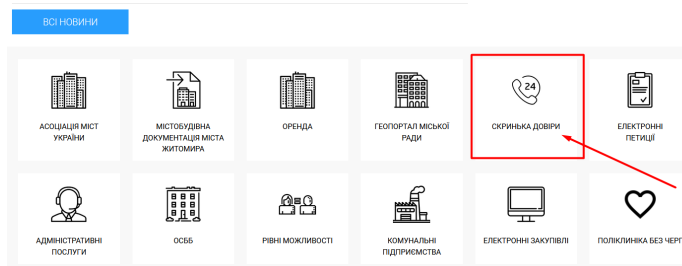 ВСІ НОВИНИ
24
АСОЦІАЦІЯ МІСТ
УКРАЇНИ
МІСТОБУДІВНА
ДОКУМЕНТАЦІЯ МІСТА
ЖИТОМИРА
ОРЕНДА
ГЕОПОРТАЛ МІСЬКОЇ
РАДИ
СКРИНЬКА ДОВІРИ
ЕЛЕКТРОННІ
ПЕТИЦІЇ
АДМІНІСТРАТИВНІ
ПОСЛУГИ
ОСББ
РІВНІ МОЖЛИВОСТІ
КОМУНАЛЬНІ
ПІДПРИЄМСТВА
ЕЛЕКТРОННІ ЗАКУПІВЛІ
ПОЛІКЛИНІКА БЕЗ ЧЕРГ